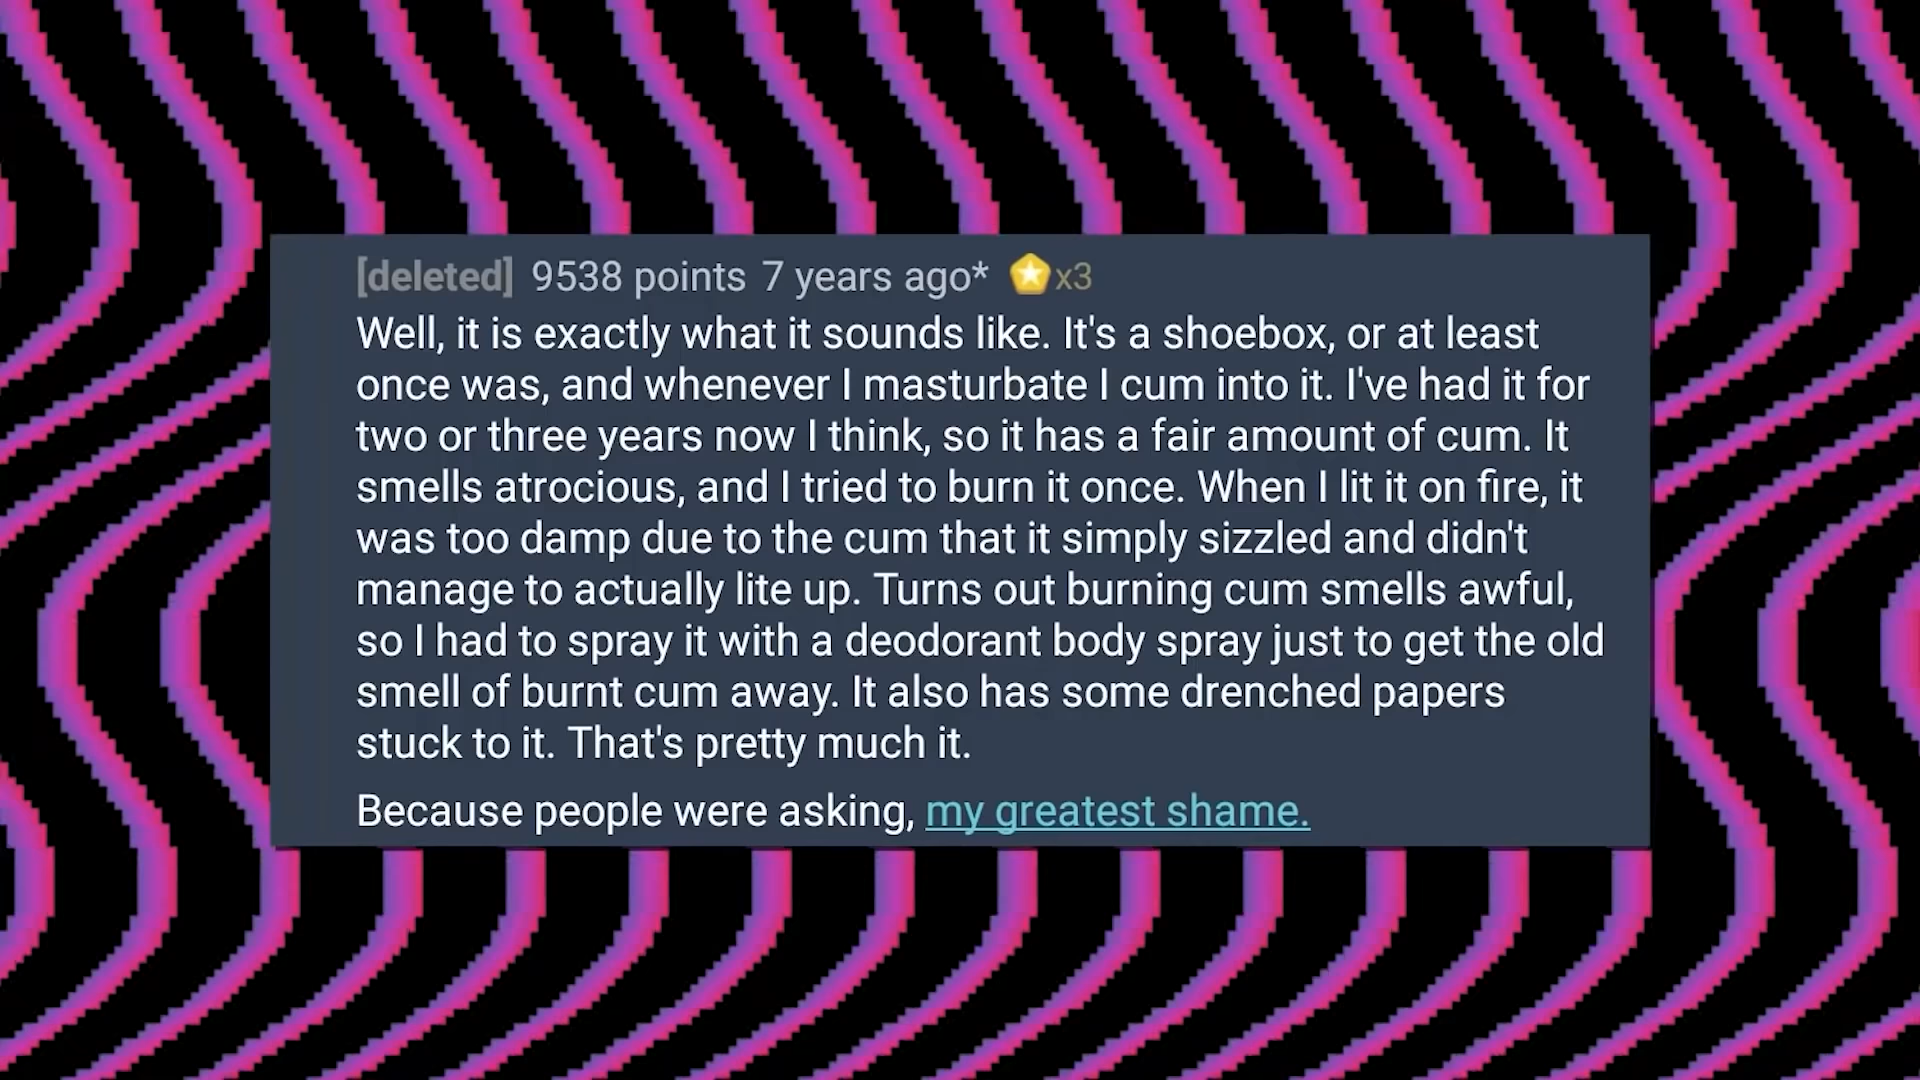 [deleted] 9538 points 7 years ago* x3
Well, it is exactly what it sounds like. It's a shoebox, or at least
once was, and whenever I masturbate I cum into it. I've had it for
two or three years now I think, so it has a fair amount of cum. It
smells atrocious, and I tried to burn it once. When I lit it on fire, it
was too damp due to the cum that it simply sizzled and didn't
manage to actually lite up. Turns out burning cum smells awful,
so I had to spray it with a deodorant body spray just to get the old
smell of burnt cum away. It also has some drenched papers
stuck to it. That's pretty much it.
Because people were asking, my greatest shame.